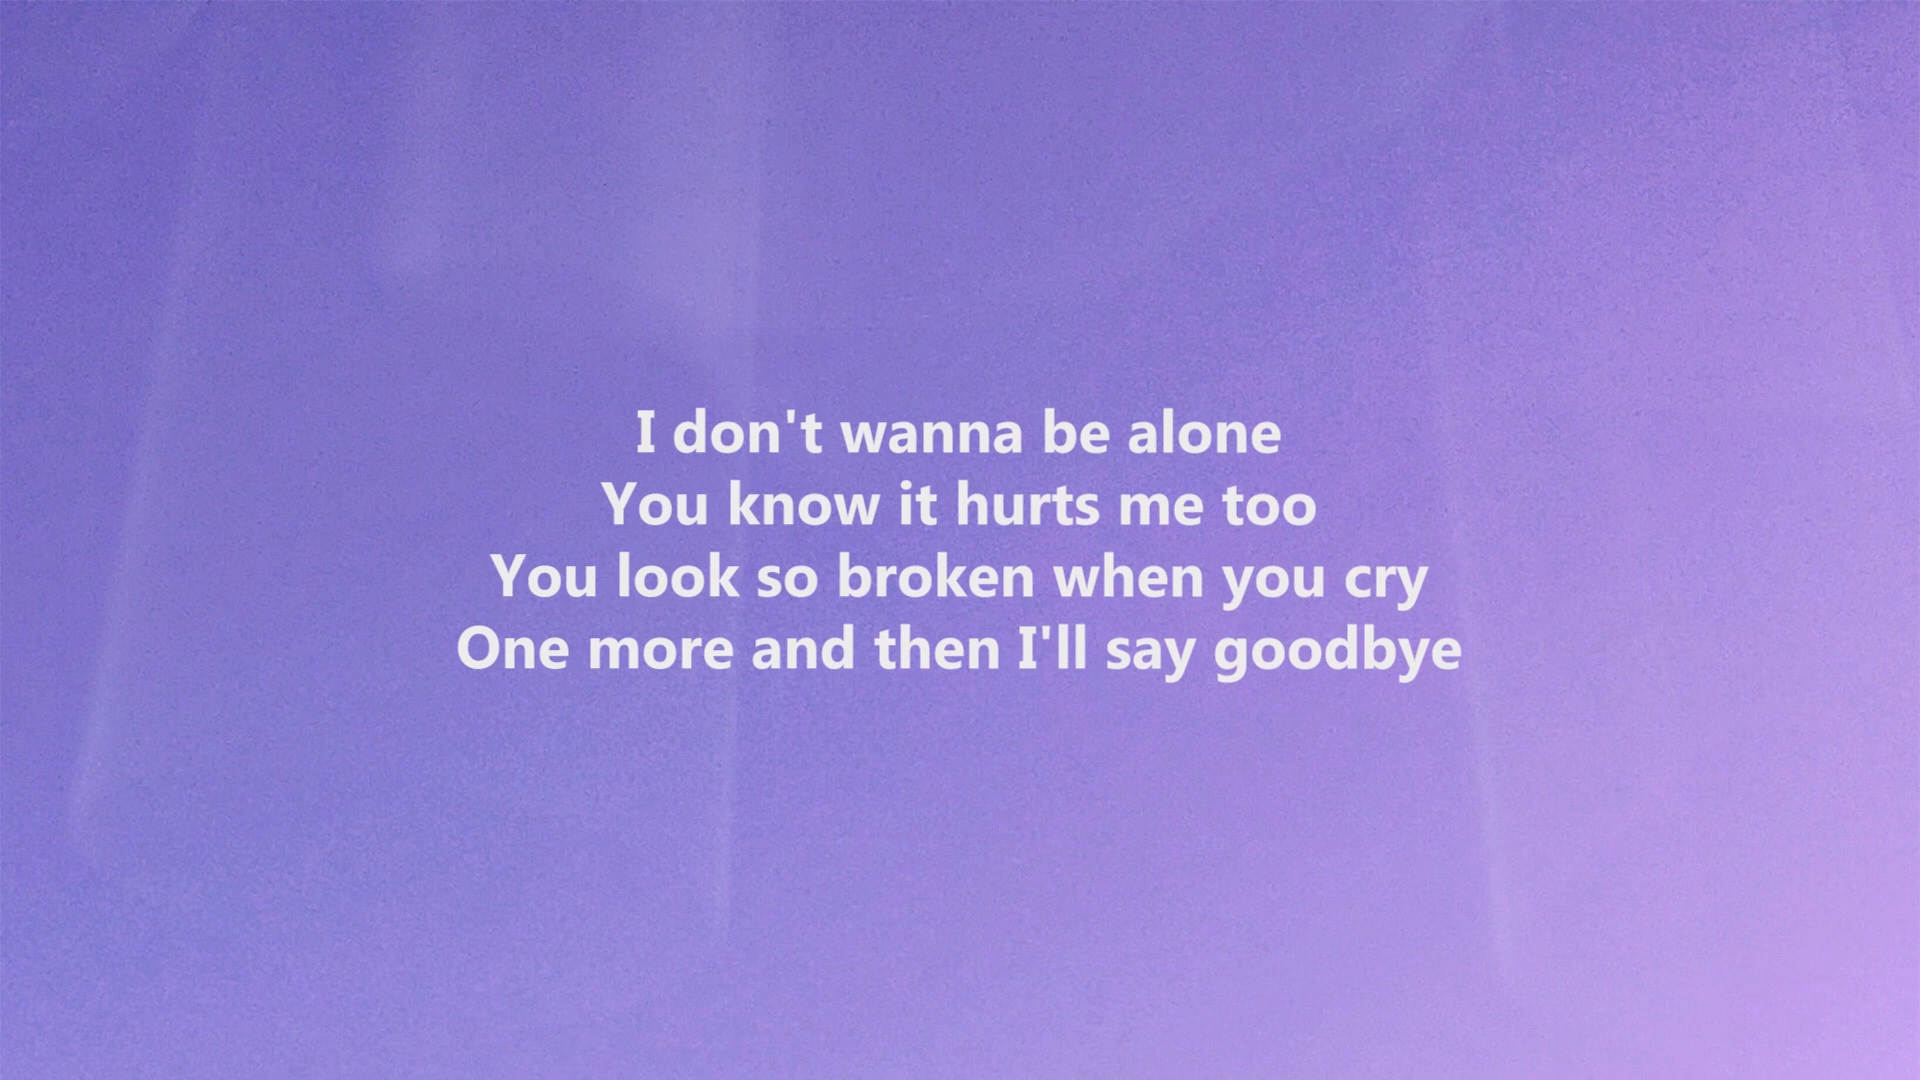 I don't wanna be alone
You know it hurts me too
You look so broken when you cry
One more and then I'll say goodbye